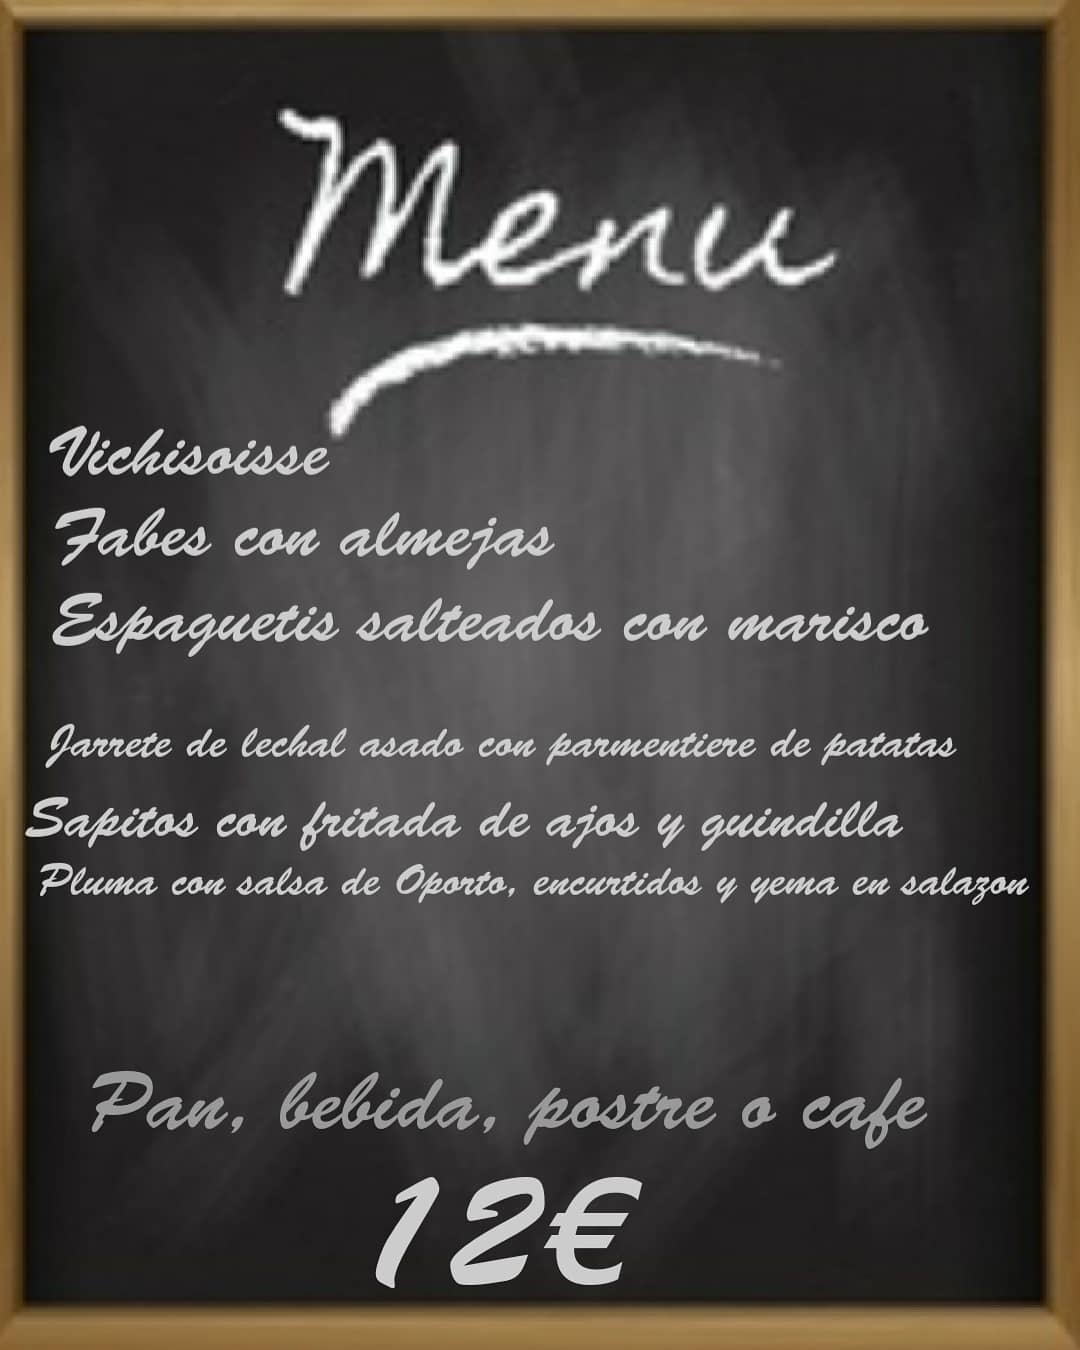 Menu
Vichisoisse
Fabes con almejas
Espaguetis salteados con marisco
Jarrete de lechal asado con parmentiere de patatas
Sapitos con fritada de ajos y guindilla
Pluma con salsa de Oporto, encurtidos y yema en salazon
Pan, bebida, postre o cafe
12€